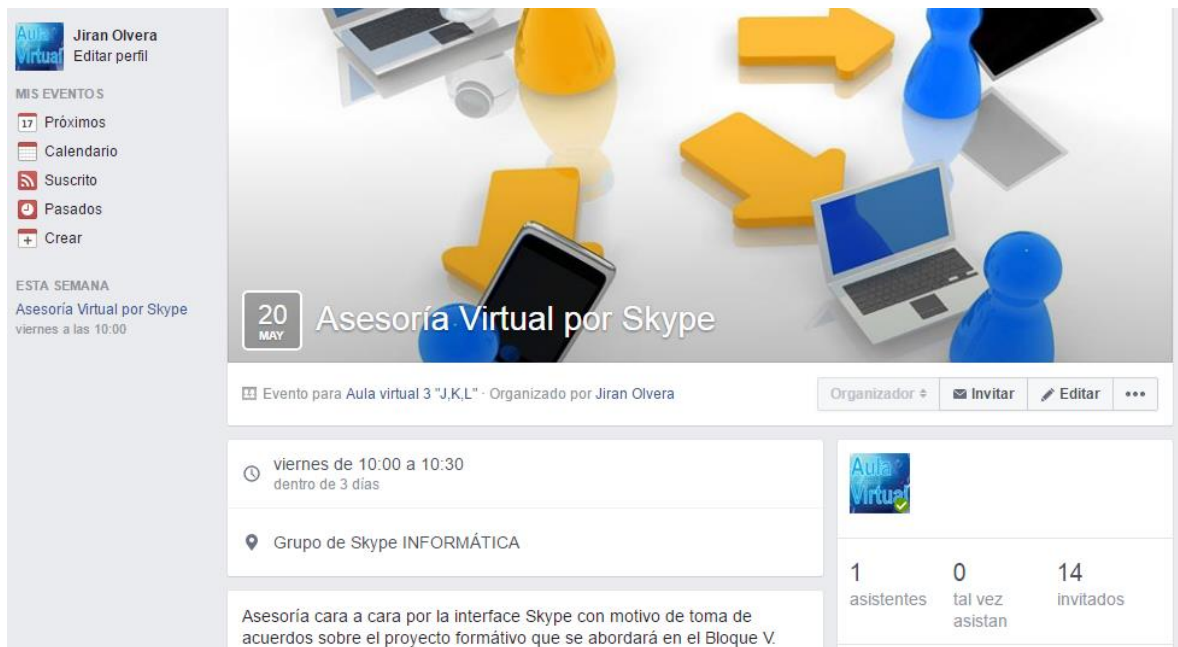 Aula
Virtual
Jiran Olvera
Editar perfil
MIS EVENTOS
17 Próximos
Calendario
Suscrito
Pasados
Crear
ESTA SEMANA
Asesoría Virtual por Skype
viernes a las 10:00
20
MAY
Asesoría Virtual por Skype
Evento para Aula virtual 3 "J,K,L" · Organizado por Jiran Olvera
Organizador
Invitar
Editar
viernes de 10:00 a 10:30
dentro de 3 días
Grupo de Skype INFORMÁTICA
Asesoría cara a cara por la interface Skype con motivo de toma de
acuerdos sobre el proyecto formátivo que se abordará en el Bloque V.
Aula
Virtual
1
asistentes
0
tal vez
asistan
14
invitados